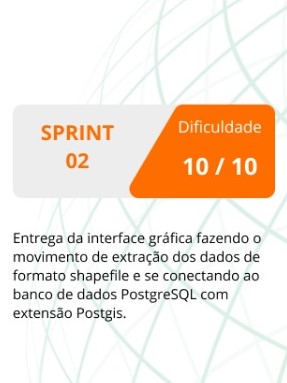 SPRINT
02
Dificuldade
10 / 10
Entrega da interface gráfica fazendo o
movimento de extração dos dados de
formato shapefile e se conectando ao
banco de dados PostgreSQL com
extensão Postgis.